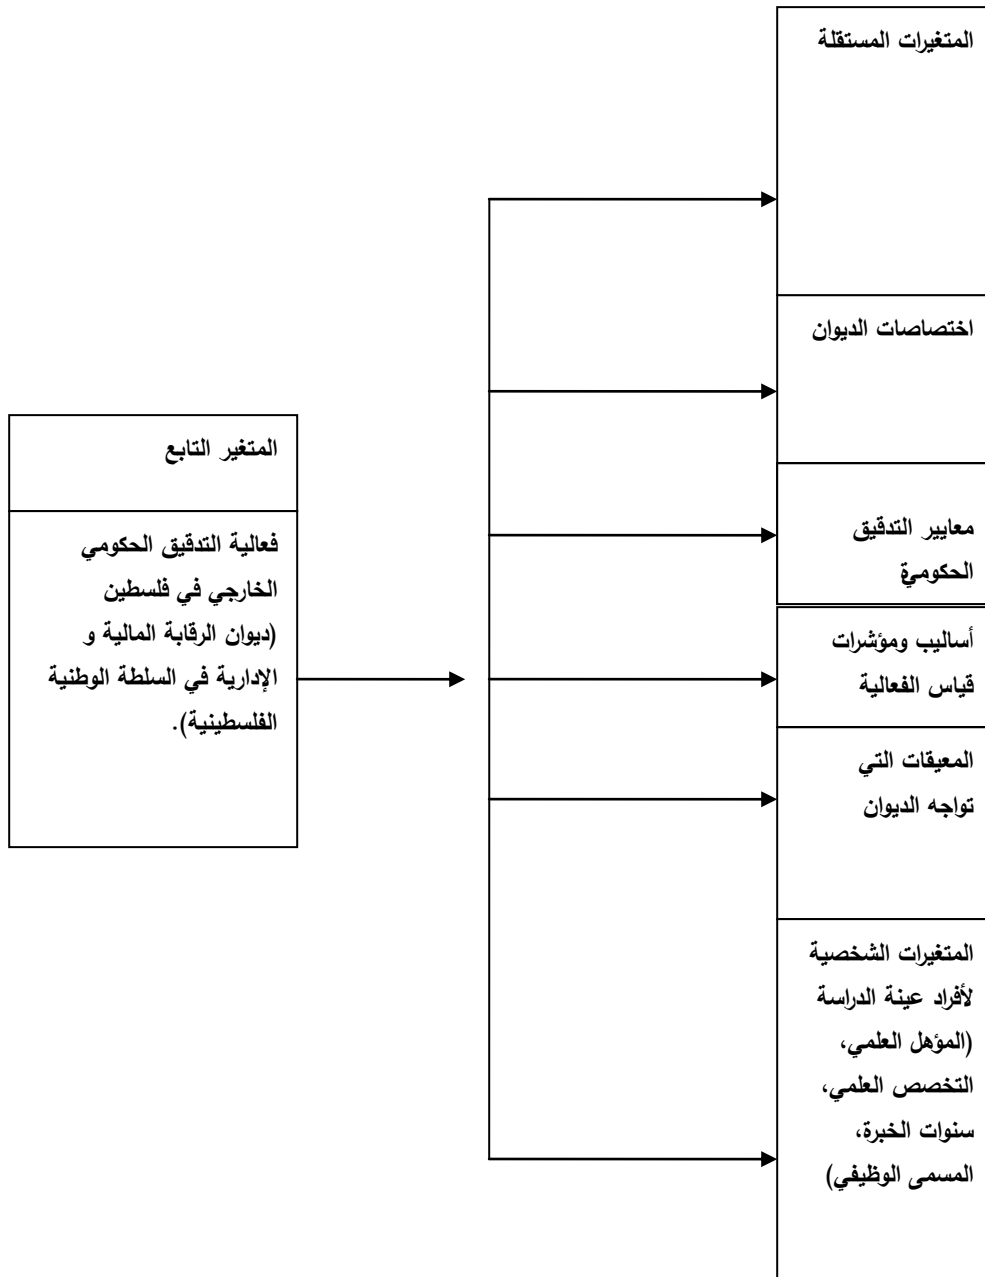 المتغيرات المستقلة
اختصاصات الديوان
معايير التدقيق
الحكومية
أساليب ومؤشرات
قياس الفعالية
المعيقات التي
تواجه الديوان
المتغيرات الشخصية
لأفراد عينة الدراسة
(المؤهل العلمي،
التخصص العلمي،
سنوات الخبرة،
المسمى الوظيفي)
المتغير التابع
فعالية التدقيق الحكومي
الخارجي في فلسطين
(ديوان الرقابة المالية و
الإدارية في السلطة الوطنية
الفلسطينية).